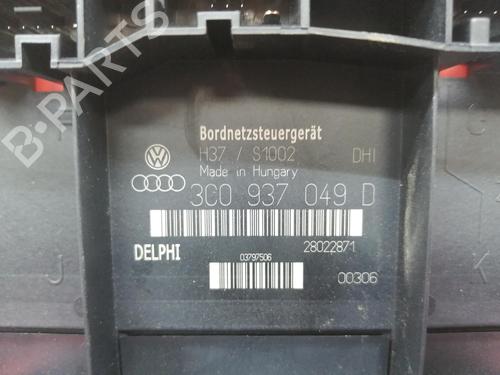 B-PARTS
Bordnetzsteuergerät
H37 / S1002 DHI
Made in Hungary
3C0 937 049 D
DELPHI
28022871
03797506
00306
J
K